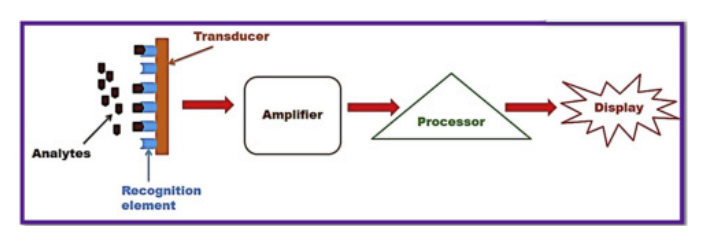 Transducer
Amplifier
Processor
Display
Analytes
Recognition
element